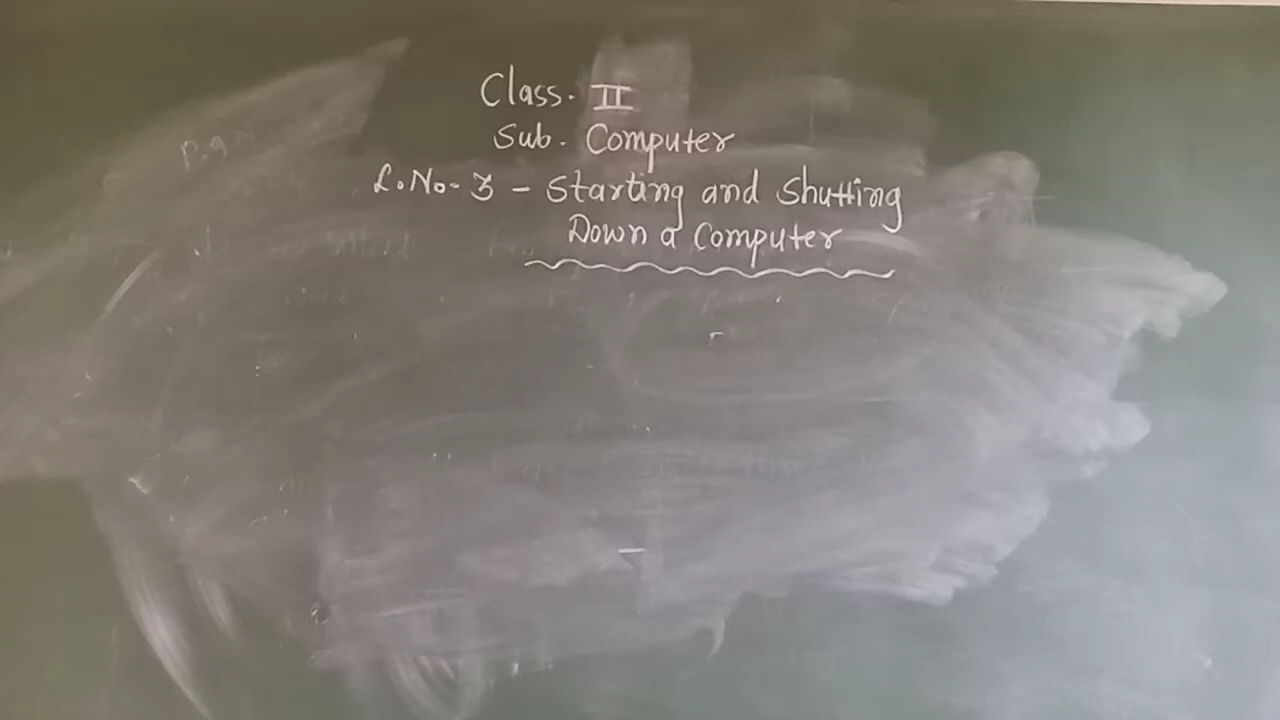 Class. II
Sub. Computer
L.No- 3 - Starting and Shutting
Down a Computer